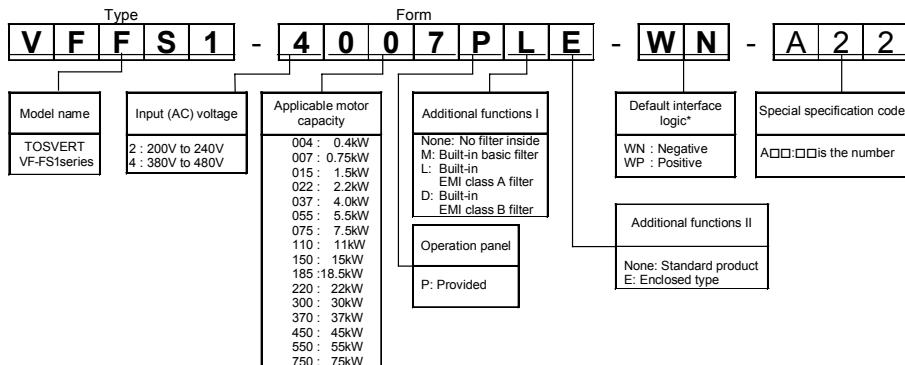 Type
Form
V F F S 1 - 4 0 0 7 P L E - W N - A 2 2
Model name
TOSVERT
VF-FS1series
Input (AC) voltage
2 : 200V to 240V
4 : 380V to 480V
Applicable motor
capacity
004 : 0.4kW
007 : 0.75kW
015 : 1.5kW
022 : 2.2kW
037 : 4.0kW
055 : 5.5kW
075 : 7.5kW
110 : 11kW
150 : 15kW
185 :18.5kW
220 : 22kW
300 : 30kW
370 : 37kW
450 : 45kW
550 : 55kW
750 : 75kW
Additional functions I
None: No filter inside
M: Built-in basic filter
L: Built-in
EMI class A filter
D: Built-in
EMI class B filter
Operation panel
P: Provided
Default interface
logic*
WN : Negative
WP : Positive
Additional functions II
None: Standard product
E: Enclosed type
Special specification code
A□□:□□is the number